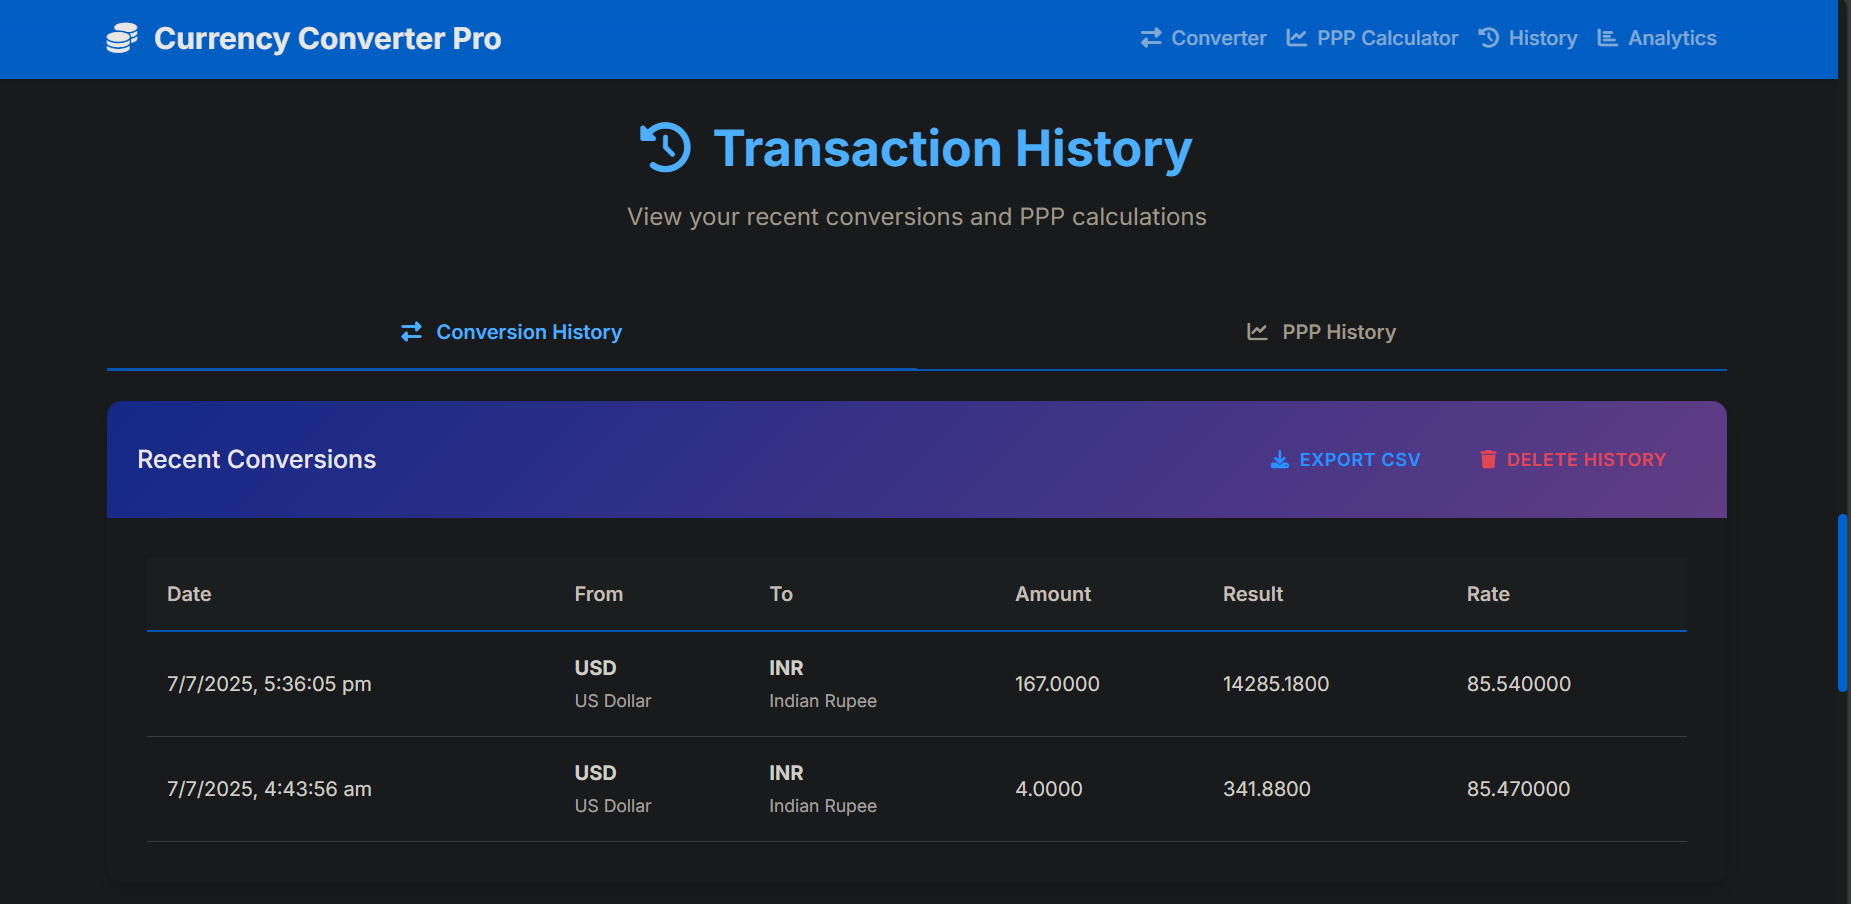 Currency Converter Pro
Converter PPP Calculator History Analytics
Transaction History
View your recent conversions and PPP calculations
Conversion History PPP History
Recent Conversions EXPORT CSV DELETE HISTORY
Date From To Amount Result Rate
7/7/2025, 5:36:05 pm USD INR 167.0000 14285.1800 85.540000
US Dollar Indian Rupee
7/7/2025, 4:43:56 am USD INR 4.0000 341.8800 85.470000
US Dollar Indian Rupee